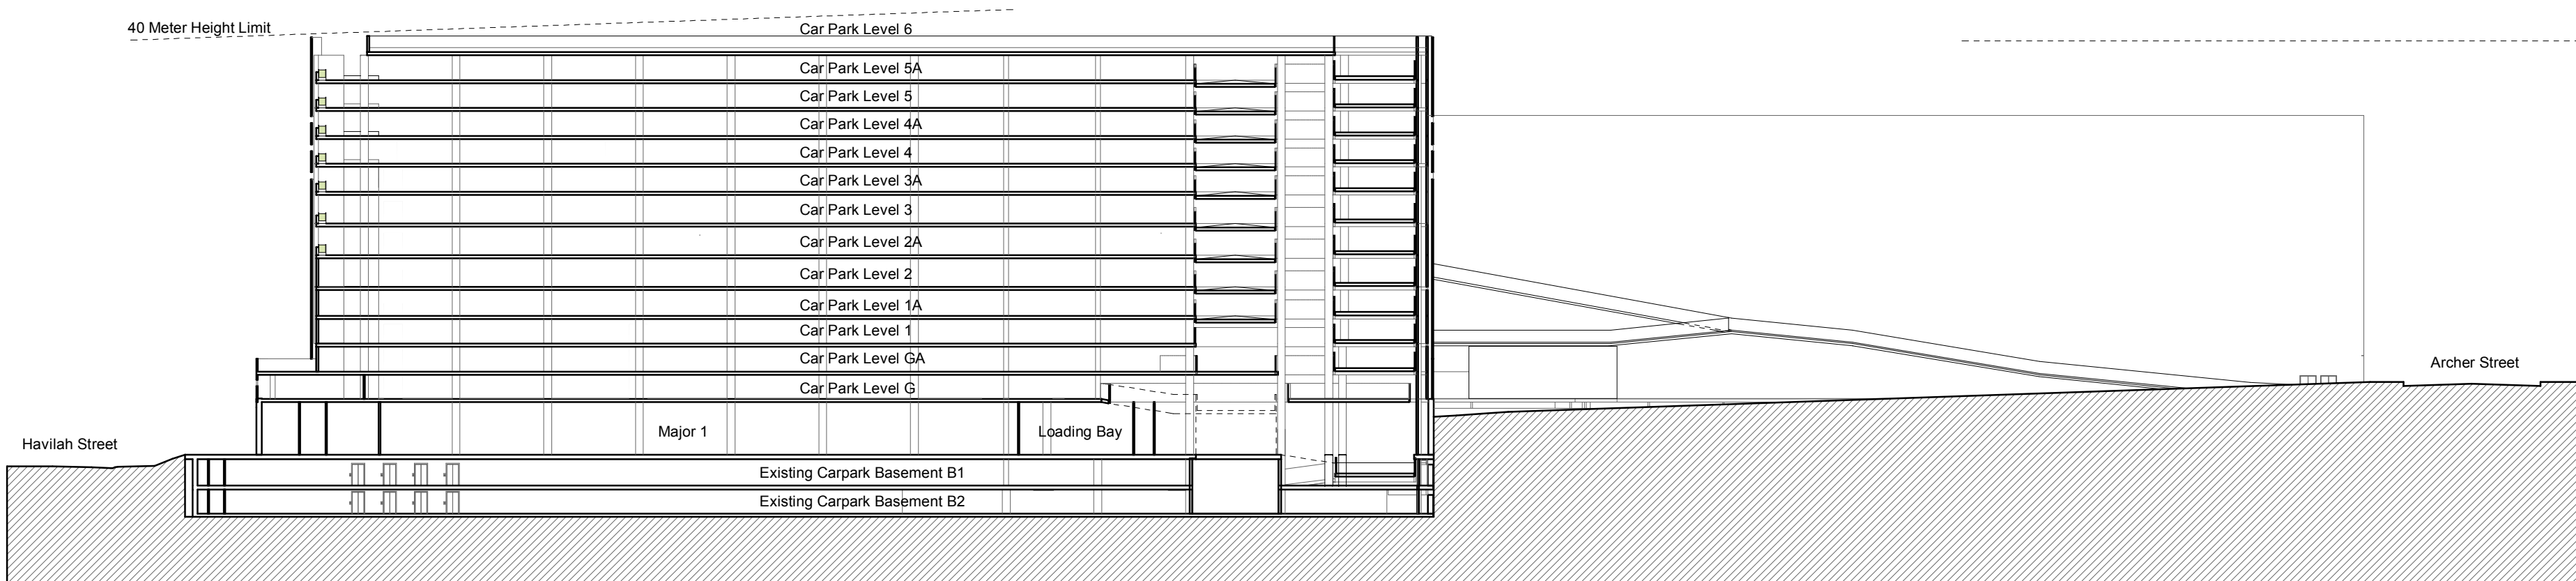 40 Meter Height Limit
Car Park Level 6
Car Park Level 5A
Car Park Level 5
Car Park Level 4A
Car Park Level 4
Car Park Level 3A
Car Park Level 3
Car Park Level 2A
Car Park Level 2
Car Park Level 1A
Car Park Level 1
Car Park Level GA
Archer Street
Car Park Level G
Major 1
Loading Bay
Havilah Street
Existing Carpark Basement B1
Existing Carpark Basement B2